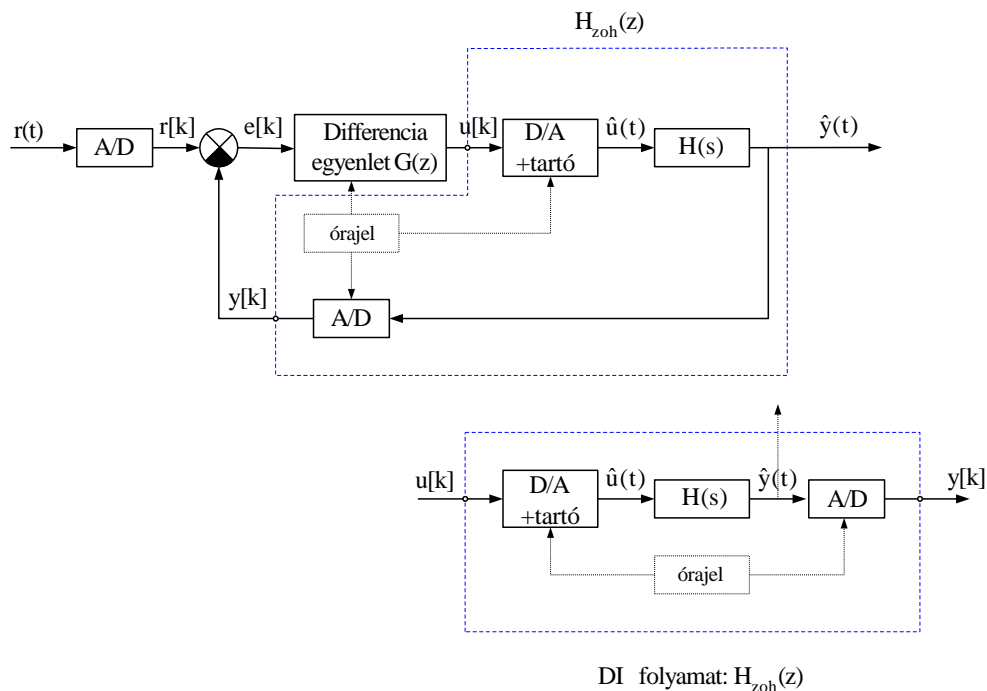 H_zoh(z)
r(t)
A/D
r[k]
e[k]
Differencia
egyenlet G(z)
u[k]
D/A
+tartó
û(t)
H(s)
ŷ(t)
órajel
y[k]
A/D
u[k]
D/A
+tartó
û(t)
H(s)
ŷ(t)
A/D
y[k]
órajel
DI folyamat: H_zoh(z)